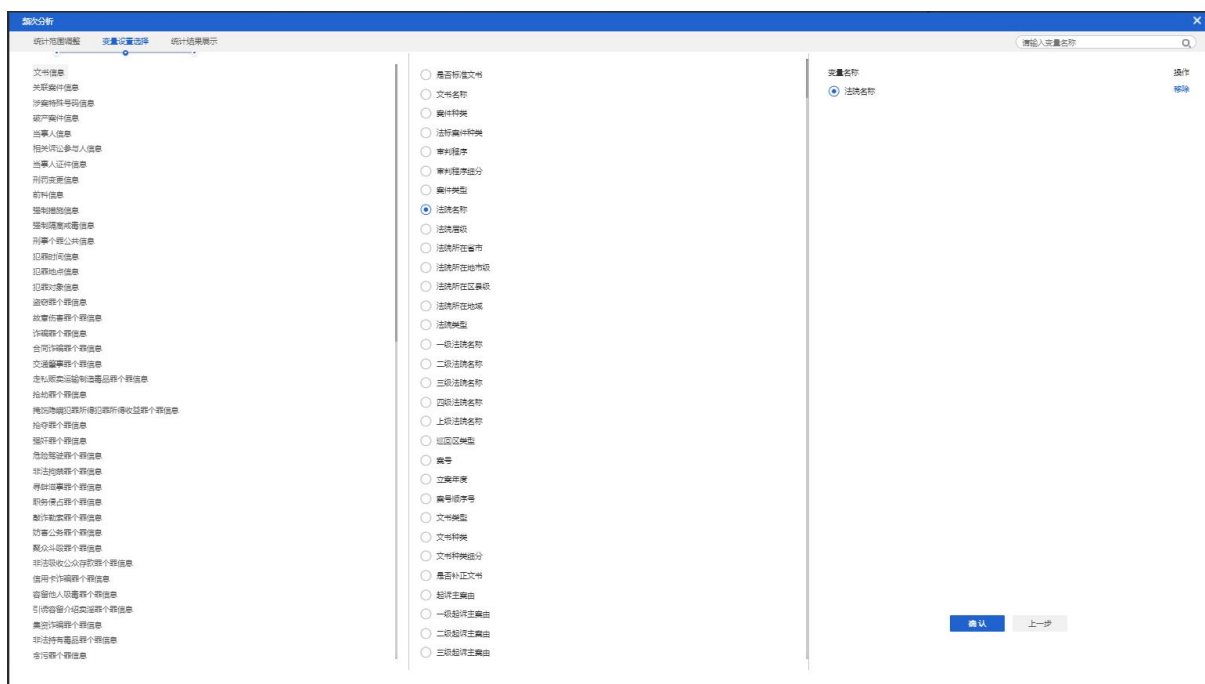 频次分析
统计范围调整 变量设置选择 统计结果展示
请输入变量名称
文书信息
关联案件信息
涉案特殊号码信息
破产案件信息
当事人信息
相关诉讼参与人信息
当事人证件信息
刑罚变更信息
前科信息
强制措施信息
强制隔离戒毒信息
刑事个罪公共信息
犯罪时间信息
犯罪地点信息
犯罪对象信息
盗窃罪个罪信息
故意伤害罪个罪信息
诈骗罪个罪信息
合同诈骗罪个罪信息
交通肇事罪个罪信息
走私贩卖运输制造毒品罪个罪信息
抢劫罪个罪信息
掩饰隐瞒犯罪所得犯罪所得收益罪个罪信息
抢夺罪个罪信息
强奸罪个罪信息
危险驾驶罪个罪信息
非法拘禁罪个罪信息
寻衅滋事罪个罪信息
职务侵占罪个罪信息
敲诈勒索罪个罪信息
妨害公务罪个罪信息
聚众斗殴罪个罪信息
非法吸收公众存款罪个罪信息
信用卡诈骗罪个罪信息
容留他人吸毒罪个罪信息
引诱容留介绍卖淫罪个罪信息
集资诈骗罪个罪信息
非法持有毒品罪个罪信息
贪污罪个罪信息
是否标准文书
文书名称
案件种类
法标案件种类
审判程序
审判程序细分
案件类型
法院名称
法院层级
法院所在省市
法院所在地市级
法院所在区县级
法院所在地域
法院类型
一级法院名称
二级法院名称
三级法院名称
四级法院名称
上级法院名称
巡回区类型
案号
立案年度
案号顺序号
文书类型
文书种类
文书种类细分
是否补正文书
起诉主案由
一级起诉主案由
二级起诉主案由
三级起诉主案由
变量名称 操作
法院名称 移除
确认 上一步